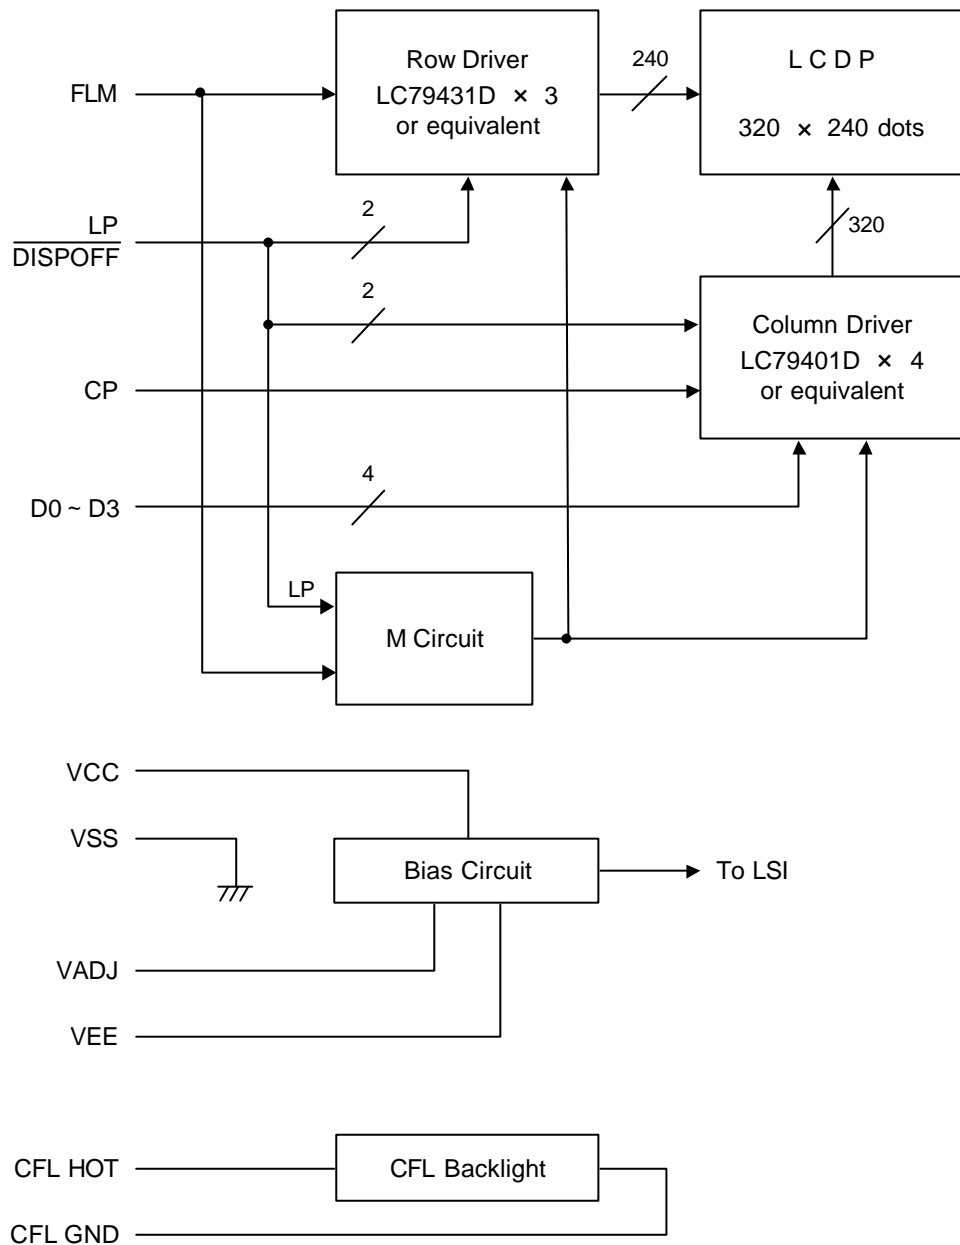 Row Driver
LC79431D × 3
or equivalent
240
L C D P
320 × 240 dots
FLM
LP
DISPOFF
2
320
2
Column Driver
LC79401D × 4
or equivalent
CP
4
D0 ~ D3
LP
M Circuit
VCC
VSS
Bias Circuit
To LSI
VADJ
VEE
CFL HOT
CFL Backlight
CFL GND